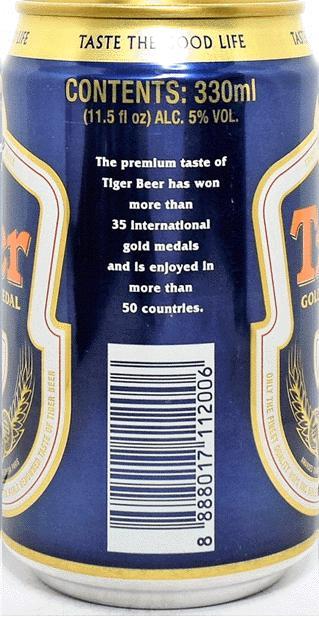 TASTE THE GOOD LIFE
CONTENTS: 330ml
(11.5 fl oz) ALC. 5% VOL.
The premium taste of
Tiger Beer has won
more than
35 international
gold medals
and is enjoyed in
more than
50 countries.
8 888017 112006